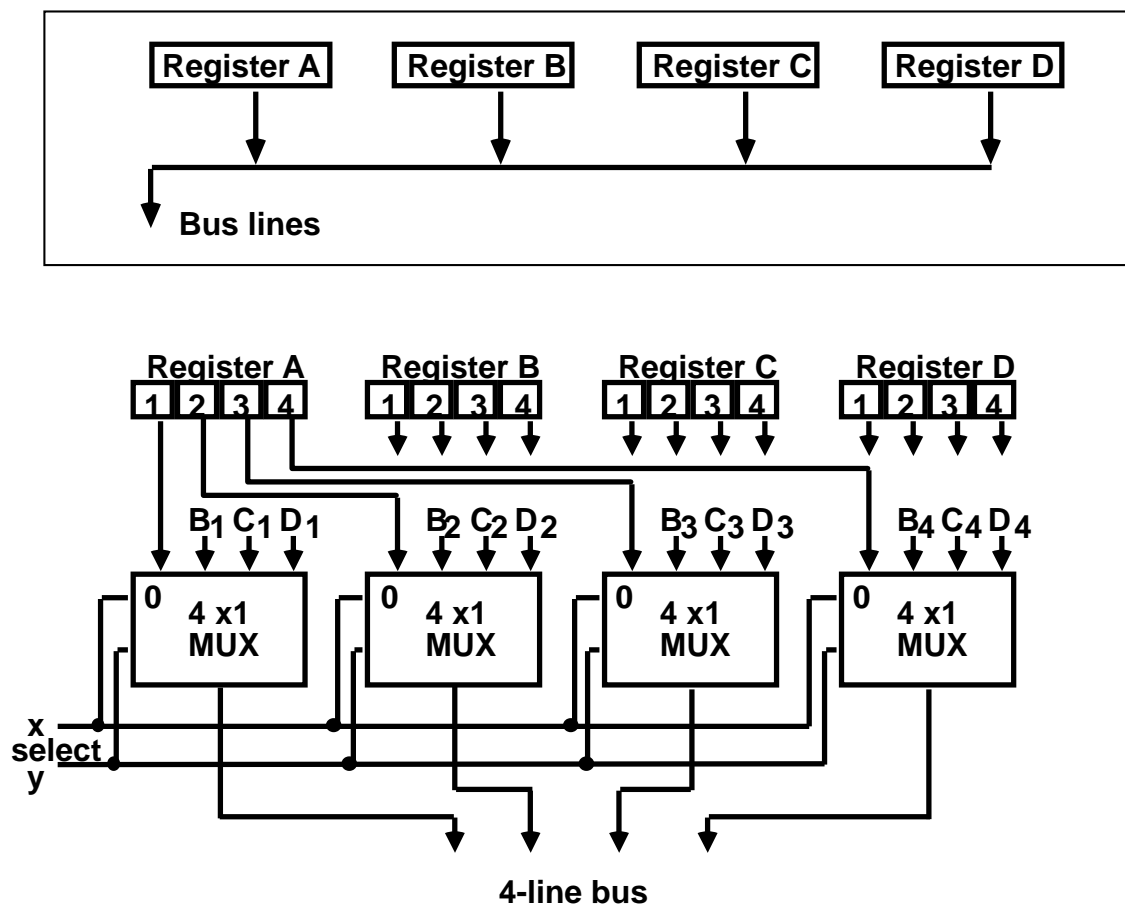 Register A Register B Register C Register D
Bus lines
Register A Register B Register C Register D
1 2 3 4 1 2 3 4 1 2 3 4 1 2 3 4
B1 C1 D1 B2 C2 D2 B3 C3 D3 B4 C4 D4
0 0 0 0
4 x1 4 x1 4 x1 4 x1
MUX MUX MUX MUX
x
select
y
4-line bus